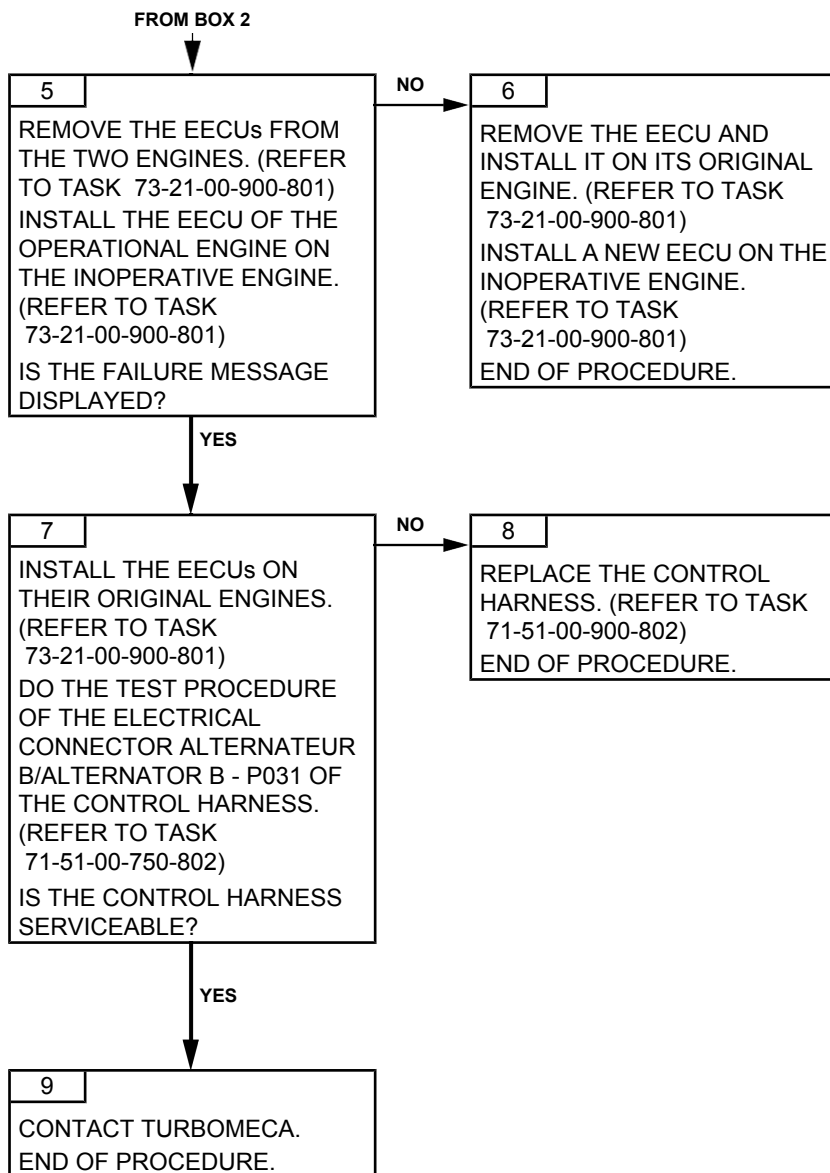 FROM BOX 2
5
REMOVE THE EECUs FROM
THE TWO ENGINES. (REFER
TO TASK 73-21-00-900-801)
INSTALL THE EECU OF THE
OPERATIONAL ENGINE ON
THE INOPERATIVE ENGINE.
(REFER TO TASK
73-21-00-900-801)
IS THE FAILURE MESSAGE
DISPLAYED?
NO
6
REMOVE THE EECU AND
INSTALL IT ON ITS ORIGINAL
ENGINE. (REFER TO TASK
73-21-00-900-801)
INSTALL A NEW EECU ON THE
INOPERATIVE ENGINE.
(REFER TO TASK
73-21-00-900-801)
END OF PROCEDURE.
YES
7
INSTALL THE EECUs ON
THEIR ORIGINAL ENGINES.
(REFER TO TASK
73-21-00-900-801)
DO THE TEST PROCEDURE
OF THE ELECTRICAL
CONNECTOR ALTERNATEUR
B/ALTERNATOR B - P031 OF
THE CONTROL HARNESS.
(REFER TO TASK
71-51-00-750-802)
IS THE CONTROL HARNESS
SERVICEABLE?
NO
8
REPLACE THE CONTROL
HARNESS. (REFER TO TASK
71-51-00-900-802)
END OF PROCEDURE.
YES
9
CONTACT TURBOMECA.
END OF PROCEDURE.